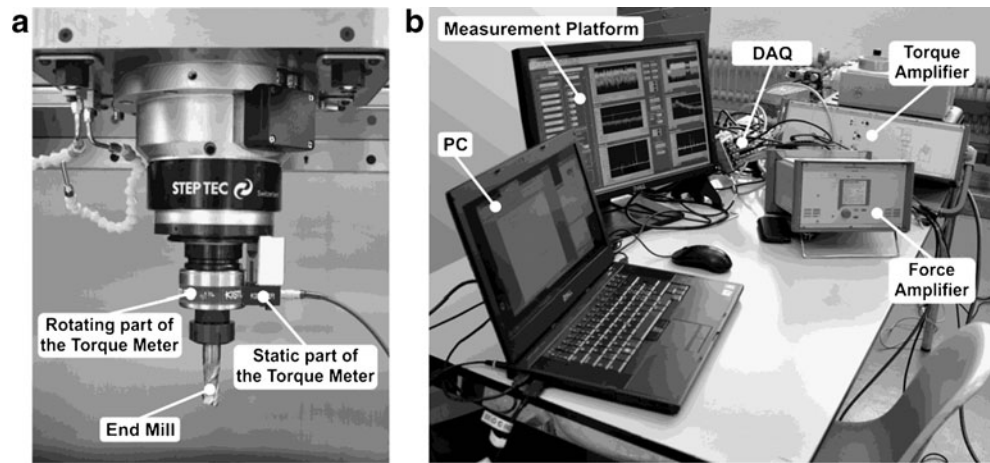 a
STEP TEC
Rotating part of
the Torque Meter
Static part of
the Torque Meter
End Mill
b
Measurement Platform
DAQ
Torque
Amplifier
PC
Force
Amplifier